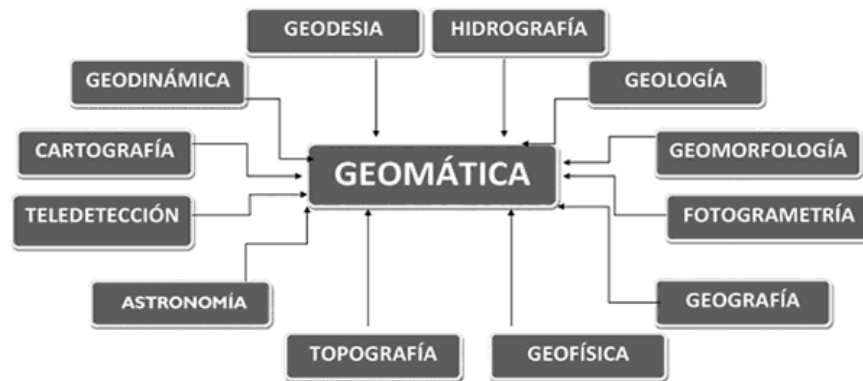 GEODESIA
HIDROGRAFÍA
GEODINÁMICA
GEOLOGÍA
CARTOGRAFÍA
GEOMÁTICA
GEOMORFOLOGÍA
TELEDETECCIÓN
FOTOGRAMETRÍA
ASTRONOMÍA
GEOGRAFÍA
TOPOGRAFÍA
GEOFÍSICA